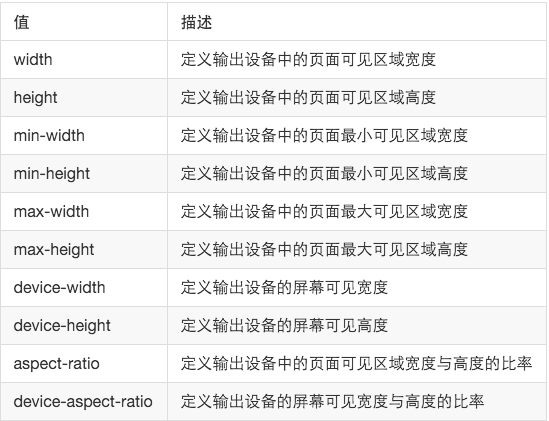 值 描述
width 定义输出设备中的页面可见区域宽度
height 定义输出设备中的页面可见区域高度
min-width 定义输出设备中的页面最小可见区域宽度
min-height 定义输出设备中的页面最小可见区域高度
max-width 定义输出设备中的页面最大可见区域宽度
max-height 定义输出设备中的页面最大可见区域高度
device-width 定义输出设备的屏幕可见宽度
device-height 定义输出设备的屏幕可见高度
aspect-ratio 定义输出设备中的页面可见区域宽度与高度的比率
device-aspect-ratio 定义输出设备的屏幕可见宽度与高度的比率